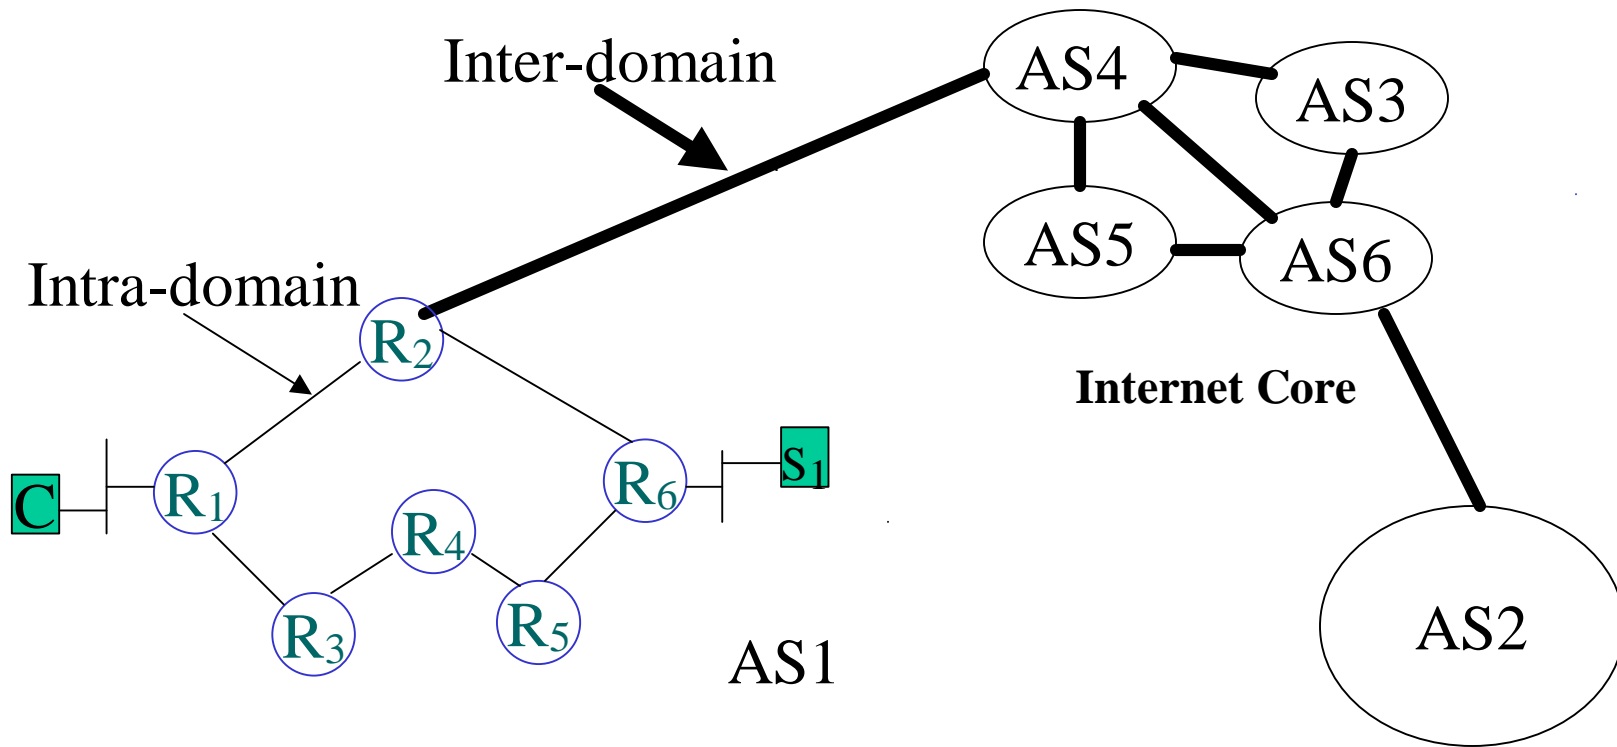 Inter-domain
AS4
AS3
AS5
AS6
Intra-domain
R2
Internet Core
C
R1
R4
R6
S1
R3
R5
AS1
AS2